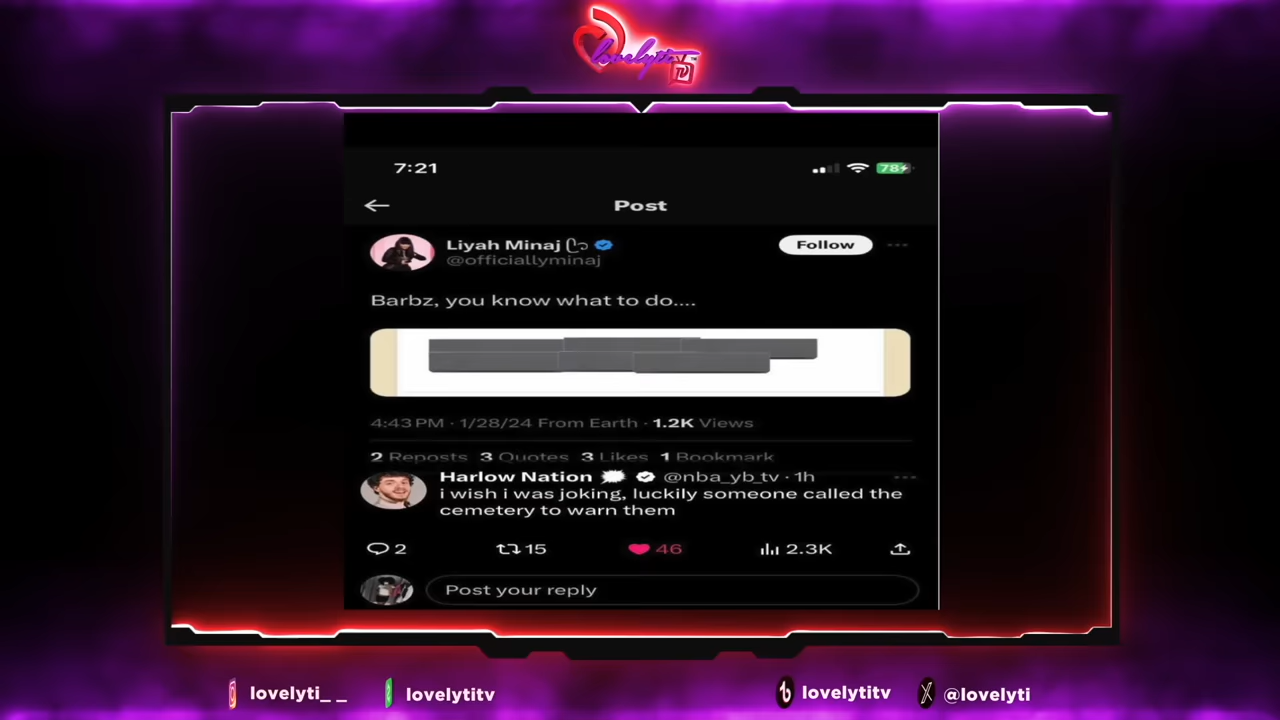 lovelyti
TV
7:21
78
Post
Liyah Minaj
@officiallyminaj
Follow
Barbz, you know what to do....
4:43 PM · 1/28/24 From Earth · 1.2K Views
2 Reposts 3 Quotes 3 Likes 1 Bookmark
Harlow Nation @nba_yb_tv · 1h
i wish i was joking, luckily someone called the
cemetery to warn them
2 15 46 2.3K
Post your reply
lovelyti_ _ lovelytitv lovelytitv @lovelyti